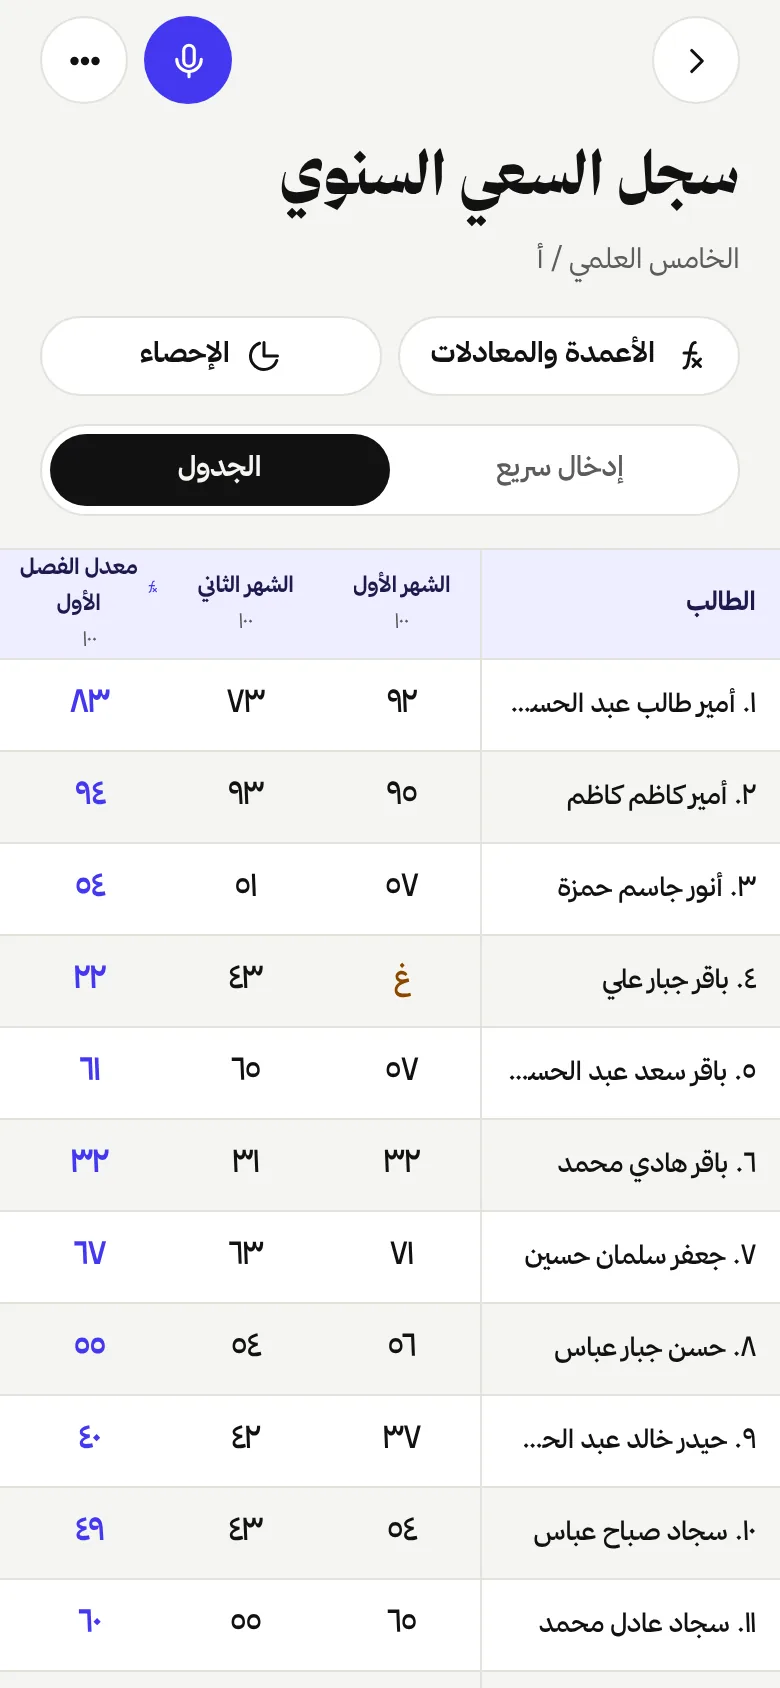 سجل السعي السنوي
الخامس العلمي / أ
الأعمدة والمعادلات
الإحصاء
إدخال سريع
الجدول
الطالب
الشهر الأول
١٠٠
الشهر الثاني
١٠٠
معدل الفصل
الأول
١٠٠
١. أمير طالب عبد الحسـ... ٩٢ ٧٣ ٨٣
٢. أمير كاظم كاظم ٩٥ ٩٣ ٩٤
٣. أنور جاسم حمزة ٥٧ ٥١ ٥٤
٤. باقر جبار علي غ ٤٣ ٢٢
٥. باقر سعد عبد الحسـ... ٥٧ ٦٥ ٦١
٦. باقر هادي محمد ٣٢ ٣١ ٣٢
٧. جعفر سلمان حسين ٧١ ٦٣ ٦٧
٨. حسن جبار عباس ٥٦ ٥٤ ٥٥
٩. حيدر خالد عبد الحـ... ٣٧ ٤٢ ٤٠
١٠. سجاد صباح عباس ٥٤ ٤٣ ٤٩
١١. سجاد عادل محمد ٦٥ ٥٥ ٦٠